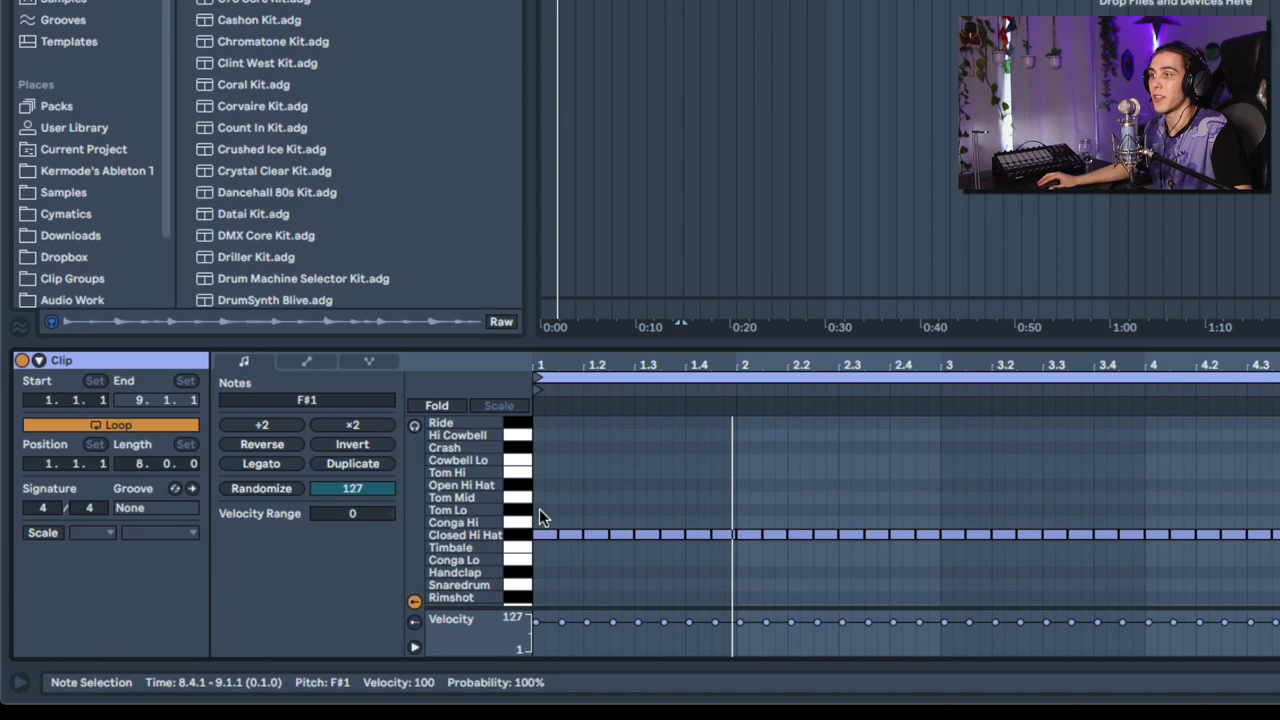 Samples
Grooves
Templates
Places
Packs
User Library
Current Project
Kermode's Ableton T
Samples
Cymatics
Downloads
Dropbox
Clip Groups
Audio Work
Cashon Kit.adg
Chromatone Kit.adg
Clint West Kit.adg
Coral Kit.adg
Corvaire Kit.adg
Count In Kit.adg
Crushed Ice Kit.adg
Crystal Clear Kit.adg
Dancehall 80s Kit.adg
Datai Kit.adg
DMX Core Kit.adg
Driller Kit.adg
Drum Machine Selector Kit.adg
DrumSynth Blive.adg
Raw
Drop Files and Devices Here
0:00 0:10 0:20 0:30 0:40 0:50 1:00 1:10
Clip
Start Set End Set
1. 1. 1 9. 1. 1
Loop
Position Set Length Set
1. 1. 1 8. 0. 0
Signature Groove
4 / 4 None
Scale
Notes
F#1
+2 ×2
Reverse Invert
Legato Duplicate
Randomize 127
Velocity Range 0
1 1.2 1.3 1.4 2 2.2 2.3 2.4 3 3.2 3.3 3.4 4 4.2 4.3
Fold Scale
Ride
Hi Cowbell
Crash
Cowbell Lo
Tom Hi
Open Hi Hat
Tom Mid
Tom Lo
Conga Hi
Closed Hi Hat
Timbale
Conga Lo
Handclap
Snaredrum
Rimshot
Velocity 127
1
Note Selection Time: 8.4.1 - 9.1.1 (0.1.0) Pitch: F#1 Velocity: 100 Probability: 100%